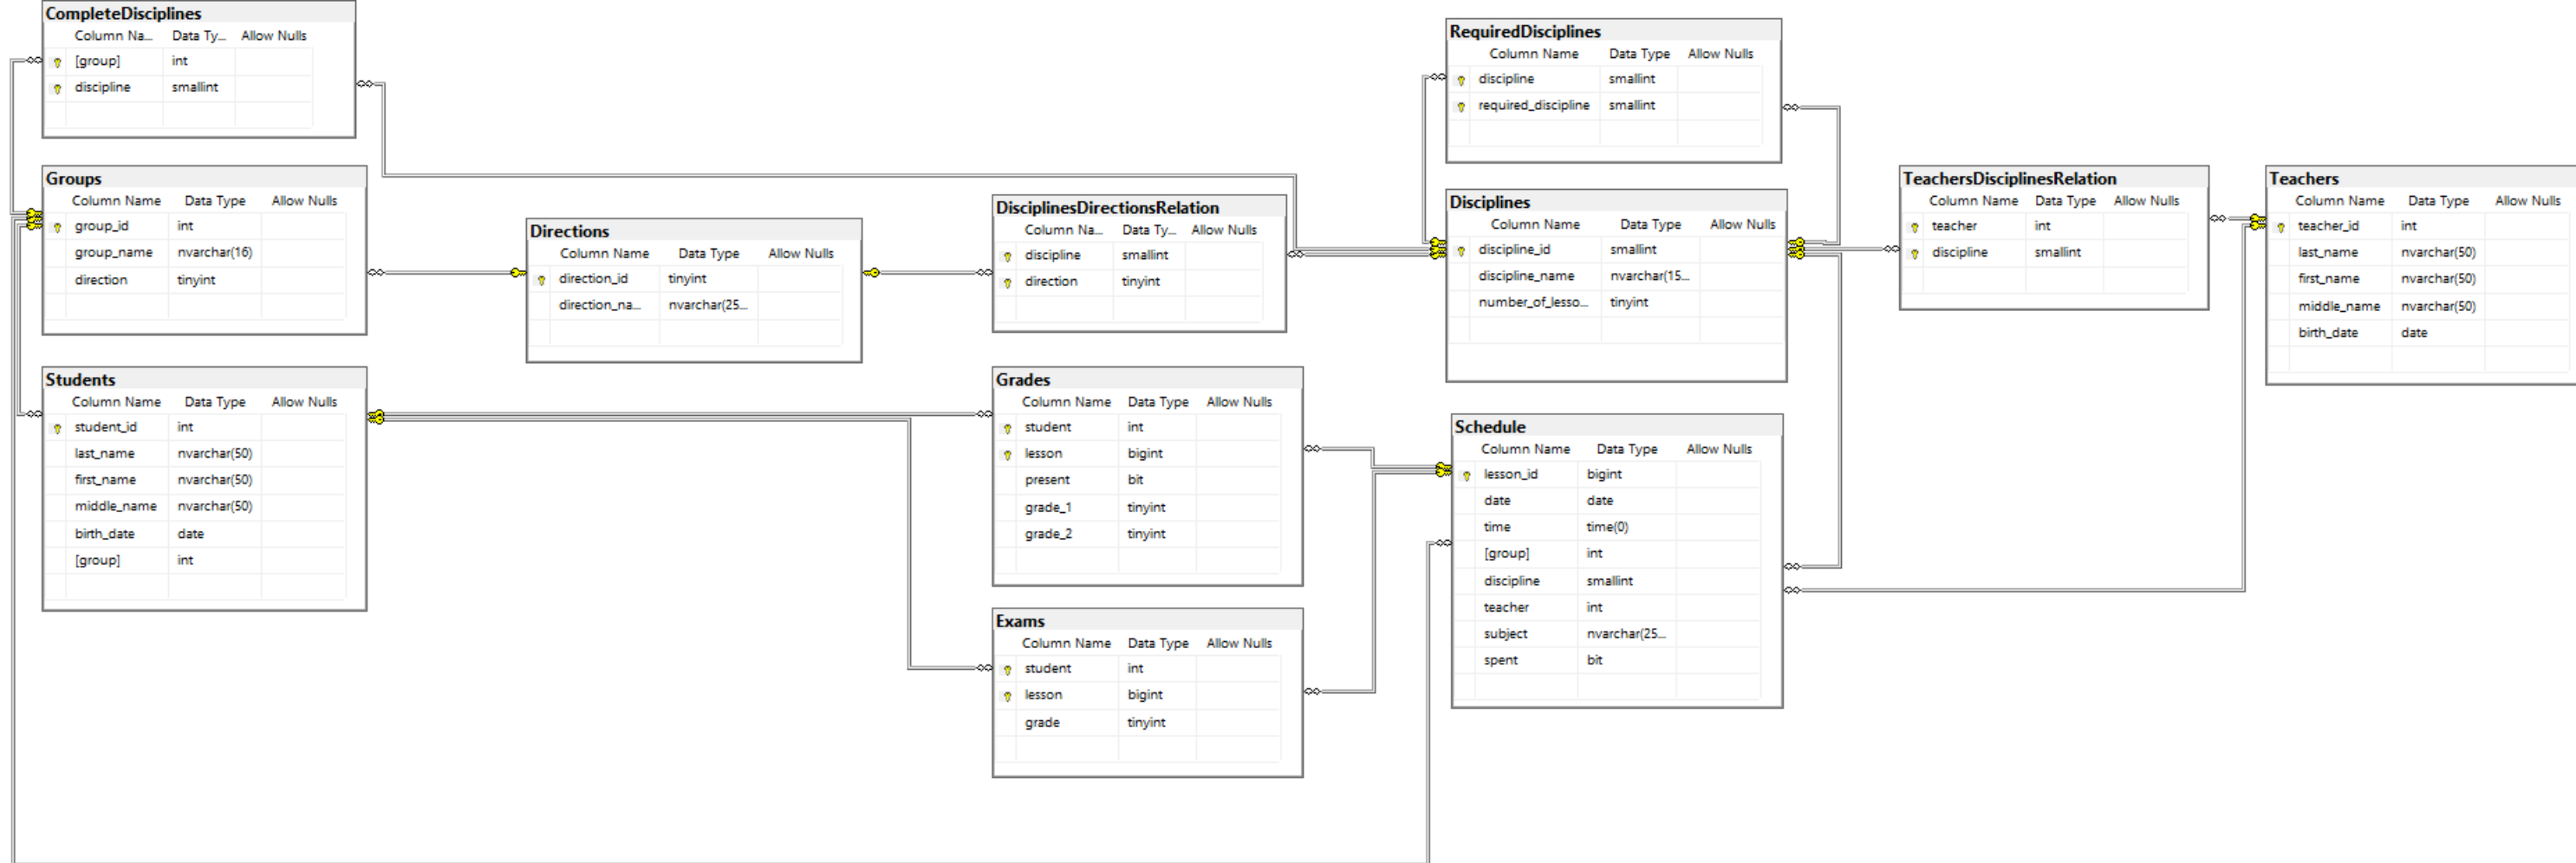 CompleteDisciplines
Column Na... Data Ty... Allow Nulls
[group] int
discipline smallint
Groups
Column Name Data Type Allow Nulls
group_id int
group_name nvarchar(16)
direction tinyint
Students
Column Name Data Type Allow Nulls
student_id int
last_name nvarchar(50)
first_name nvarchar(50)
middle_name nvarchar(50)
birth_date date
[group] int
Directions
Column Name Data Type Allow Nulls
direction_id tinyint
direction_na... nvarchar(25...
DisciplinesDirectionsRelation
Column Na... Data Ty... Allow Nulls
discipline smallint
direction tinyint
Grades
Column Name Data Type Allow Nulls
student int
lesson bigint
present bit
grade_1 tinyint
grade_2 tinyint
Exams
Column Name Data Type Allow Nulls
student int
lesson bigint
grade tinyint
RequiredDisciplines
Column Name Data Type Allow Nulls
discipline smallint
required_discipline smallint
Disciplines
Column Name Data Type Allow Nulls
discipline_id smallint
discipline_name nvarchar(15...
number_of_lesso... tinyint
Schedule
Column Name Data Type Allow Nulls
lesson_id bigint
date date
time time(0)
[group] int
discipline smallint
teacher int
subject nvarchar(25...
spent bit
TeachersDisciplinesRelation
Column Name Data Type Allow Nulls
teacher int
discipline smallint
Teachers
Column Name Data Type Allow Nulls
teacher_id int
last_name nvarchar(50)
first_name nvarchar(50)
middle_name nvarchar(50)
birth_date date